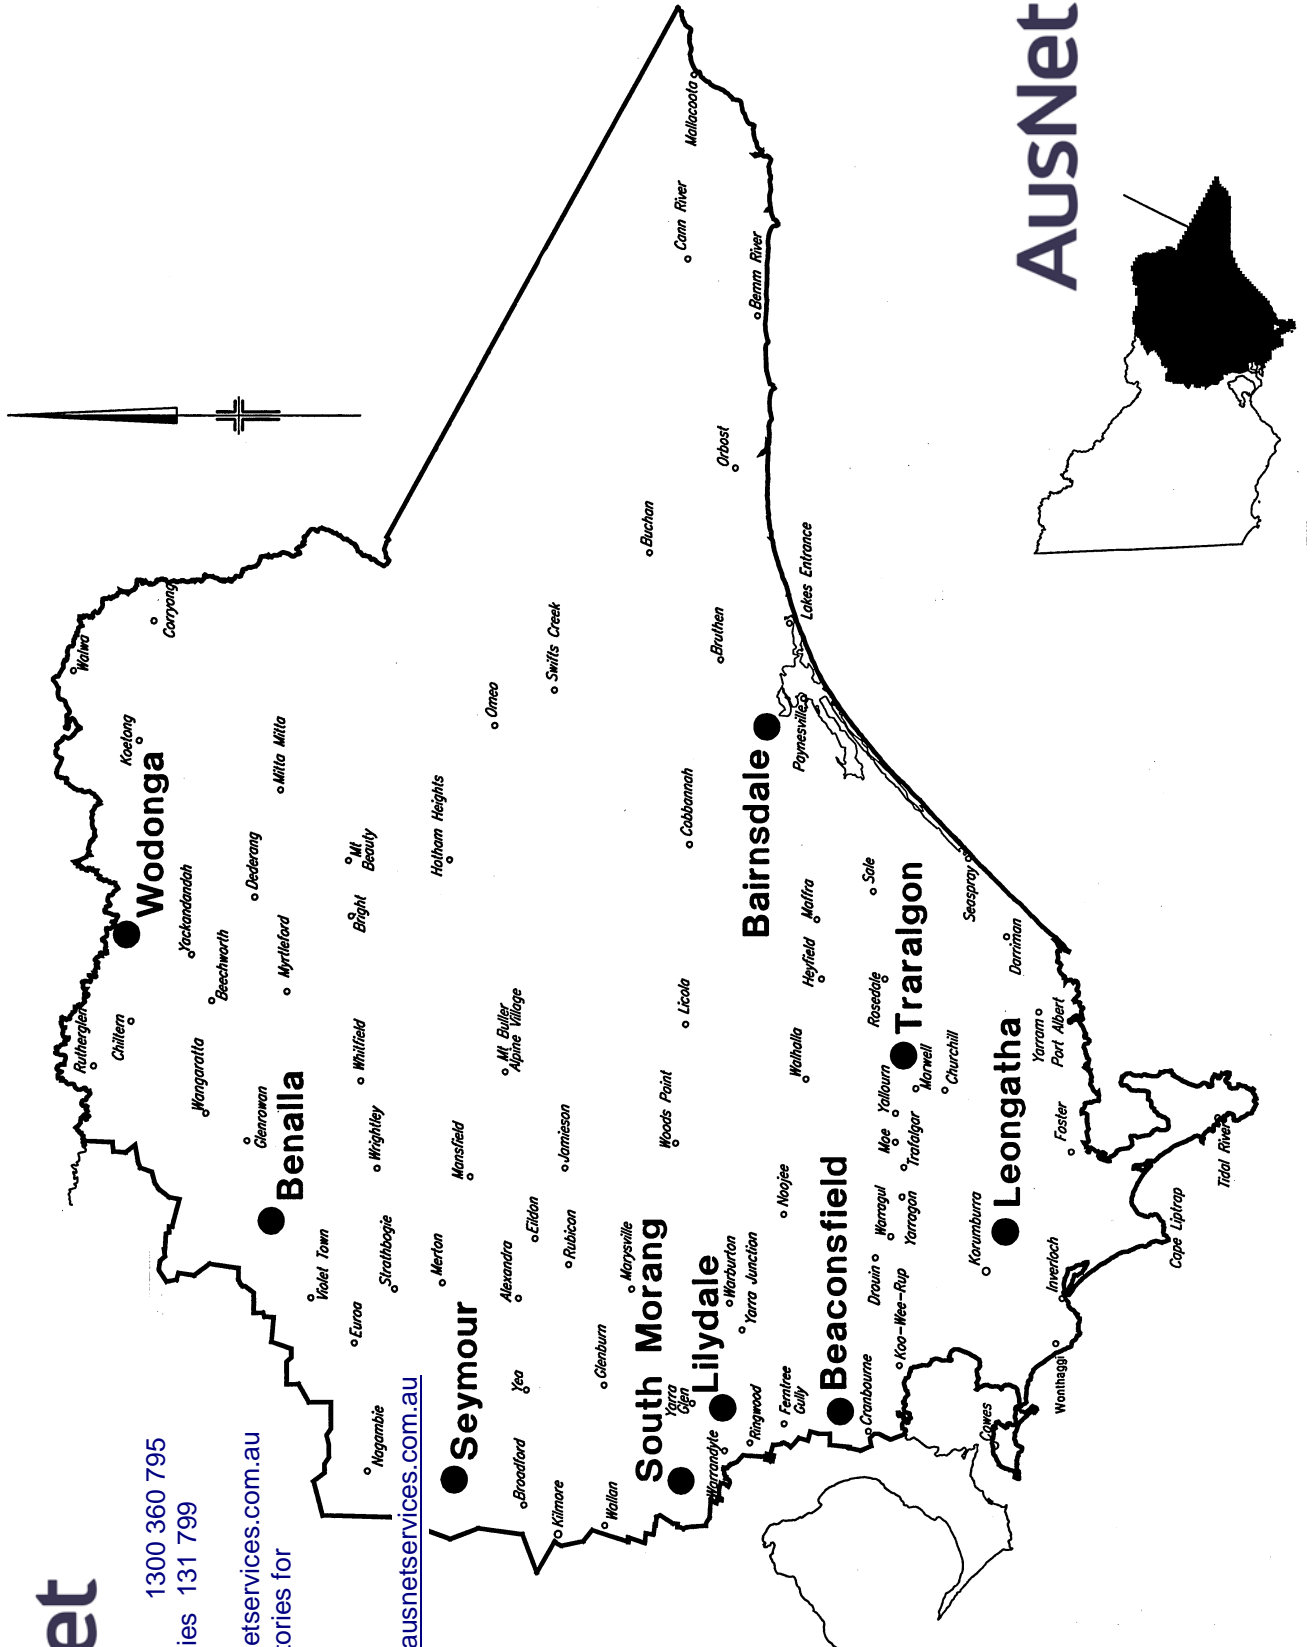 et
1300 360 795
ies 131 799
etservices.com.au
tories for
ausnetservices.com.au
AusNet
Walwa
Corryong
Koetong
Wodonga
Rutherglen
Chiltern
Yackandandah
Beechworth
Wangaratta
Dederang
Mitta Mitta
Myrtleford
Glenrowan
Benalla
Mt
Beauty
Bright
Whitfield
Wrightley
Violet Town
Strathbogie
Euroa
Nagambie
Hotham Heights
Omeo
Swifts Creek
Mt Buller
Alpine Village
Mansfield
Merton
Seymour
Alexandra
Eildon
Jamieson
Rubicon
Yea
Broadford
Kilmore
Glenburn
Wallan
Marysville
South Morang
Yarra
Glen
Lilydale
Warburton
Yarra Junction
Warrandyte
Ringwood
Ferntree
Gully
Woods Point
Licola
Cobbannah
Buchan
Cann River
Mallacoota
Bemm River
Orbost
Bruthen
Lakes Entrance
Paynesville
Bairnsdale
Noojee
Walhalla
Heyfield
Maffra
Sale
Rosedale
Traralgon
Morwell
Churchill
Yallourn
Moe
Trafalgar
Warragul
Yarragon
Drouin
Koo-Wee-Rup
Beaconsfield
Cranbourne
Seaspray
Darriman
Yarram
Port Albert
Leongatha
Korumburra
Foster
Inverloch
Wonthaggi
Cowes
Cape Liptrap
Tidal River